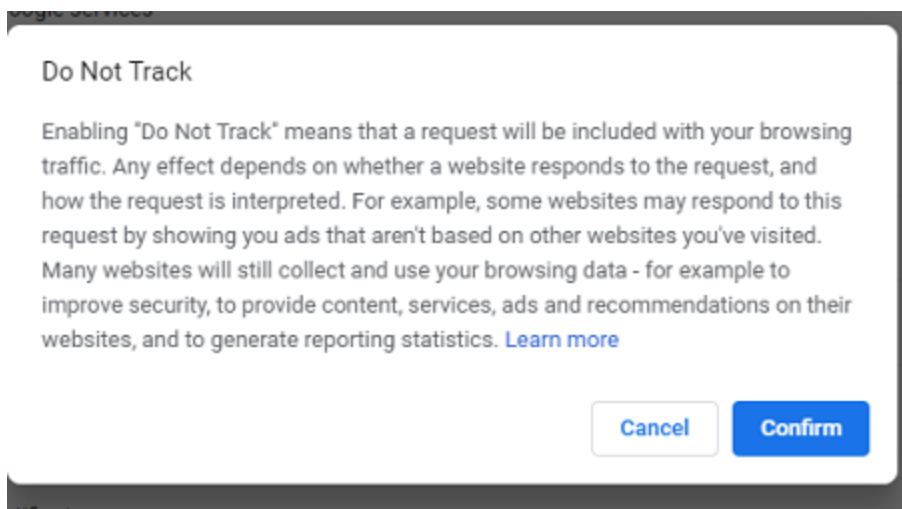 Do Not Track
Enabling "Do Not Track" means that a request will be included with your browsing
traffic. Any effect depends on whether a website responds to the request, and
how the request is interpreted. For example, some websites may respond to this
request by showing you ads that aren't based on other websites you've visited.
Many websites will still collect and use your browsing data - for example to
improve security, to provide content, services, ads and recommendations on their
websites, and to generate reporting statistics. Learn more
Cancel Confirm